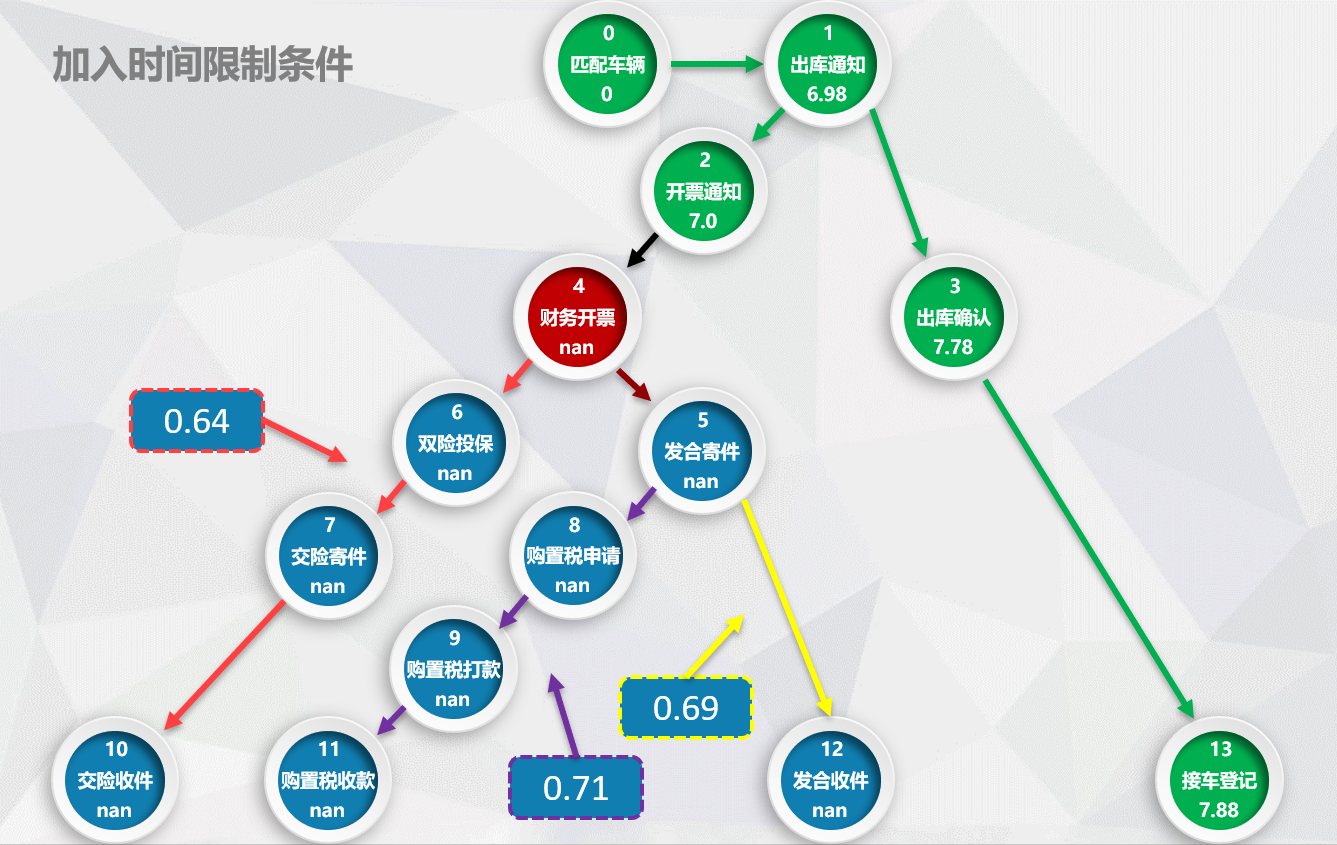 加入时间限制条件
0
匹配车辆
0
1
出库通知
6.98
2
开票通知
7.0
4
财务开票
nan
3
出库确认
7.78
0.64
6
双险投保
nan
5
发合寄件
nan
7
交险寄件
nan
8
购置税申请
nan
9
购置税打款
nan
0.69
0.71
10
交险收件
nan
11
购置税收款
nan
12
发合收件
nan
13
接车登记
7.88